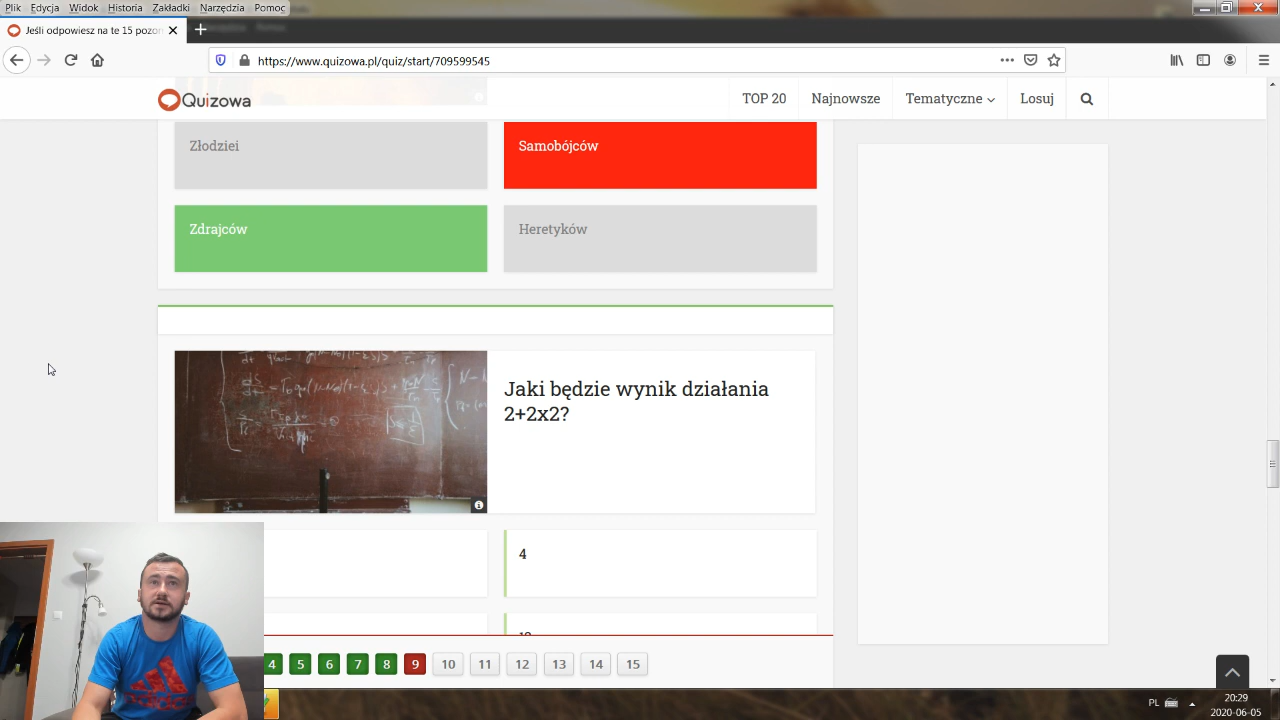 Plik Edycja Widok Historia Zakładki Narzędzia Pomoc
Jeśli odpowiesz na te 15 pozor
https://www.quizowa.pl/quiz/start/709599545
Quizowa
TOP 20 Najnowsze Tematyczne Losuj
Złodziei
Samobójców
Zdrajców
Heretyków
Jaki będzie wynik działania
2+2x2?
4
4 5 6 7 8 9 10 11 12 13 14 15
PL
20:29
2020-06-05